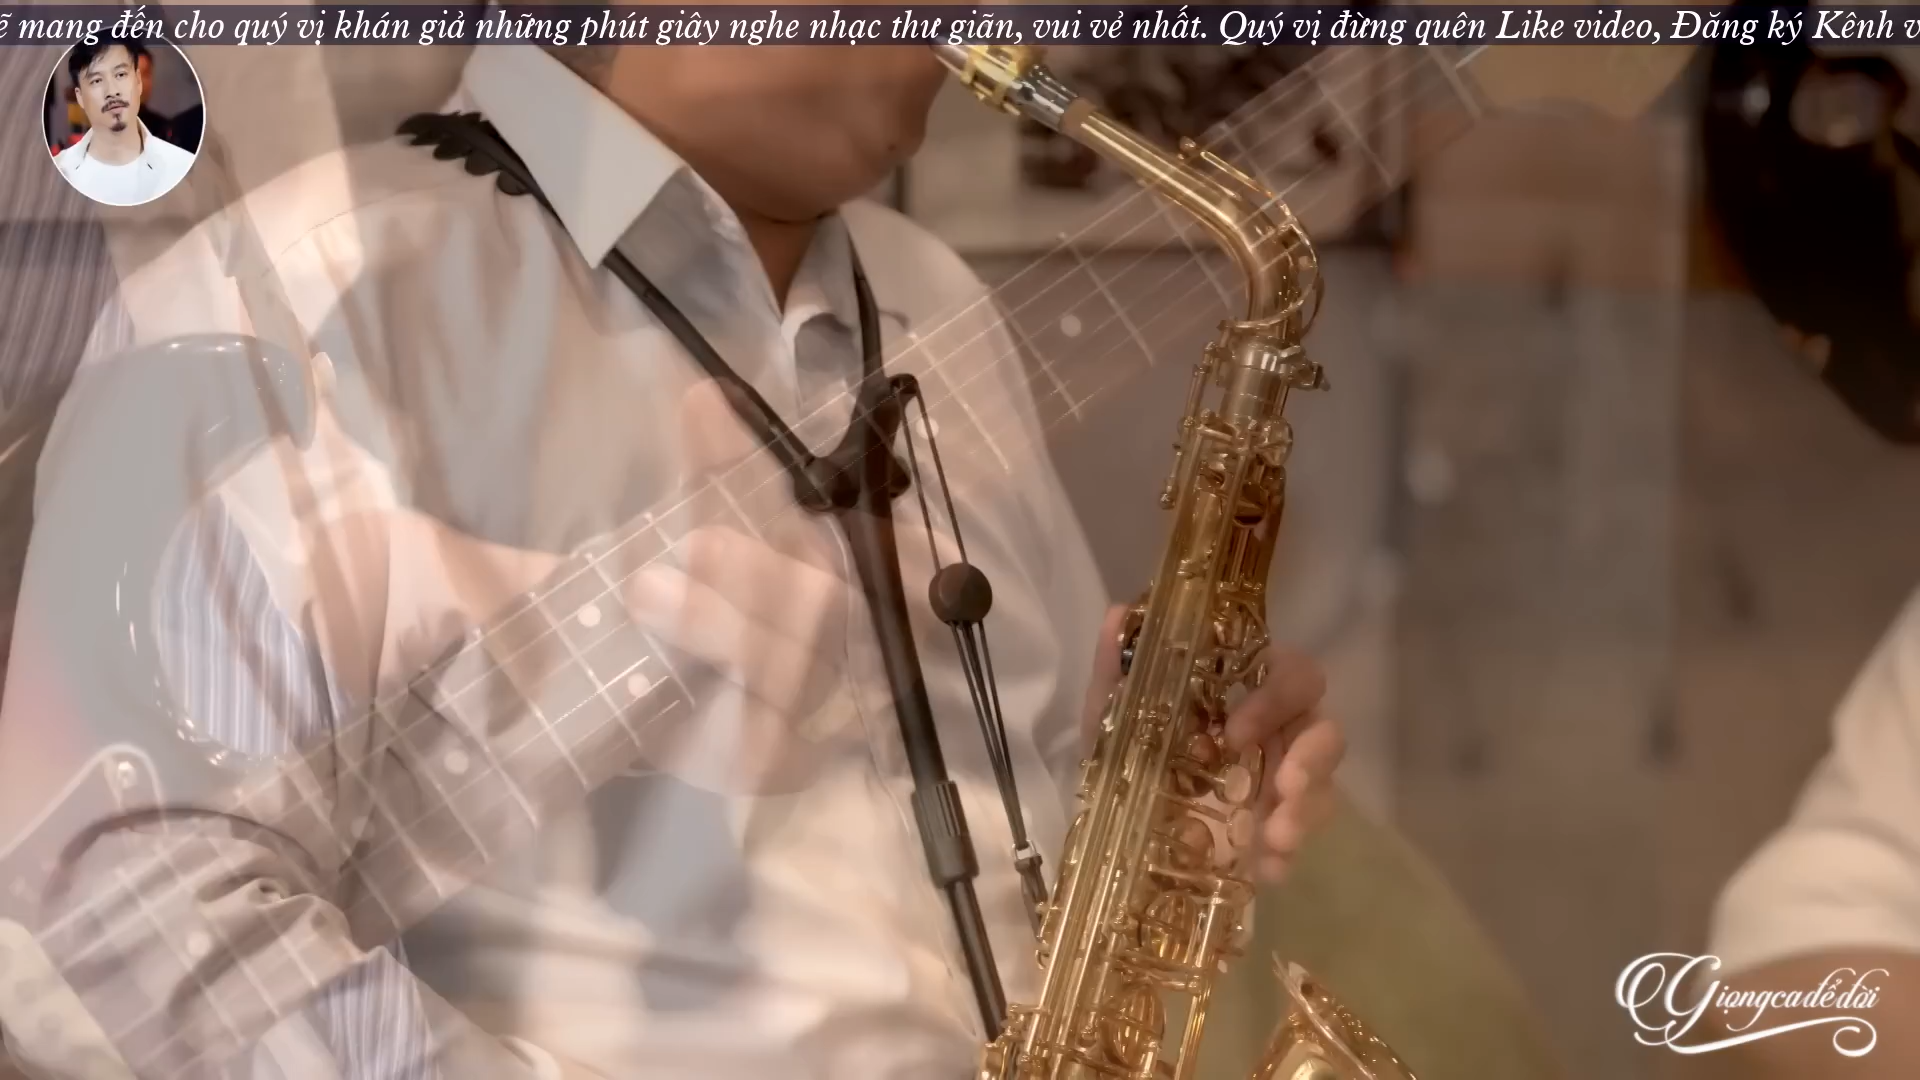 mang đến cho quý vị khán giả những phút giây nghe nhạc thư giãn, vui vẻ nhất. Quý vị đừng quên Like video, Đăng ký Kênh
Giọngcadểđời